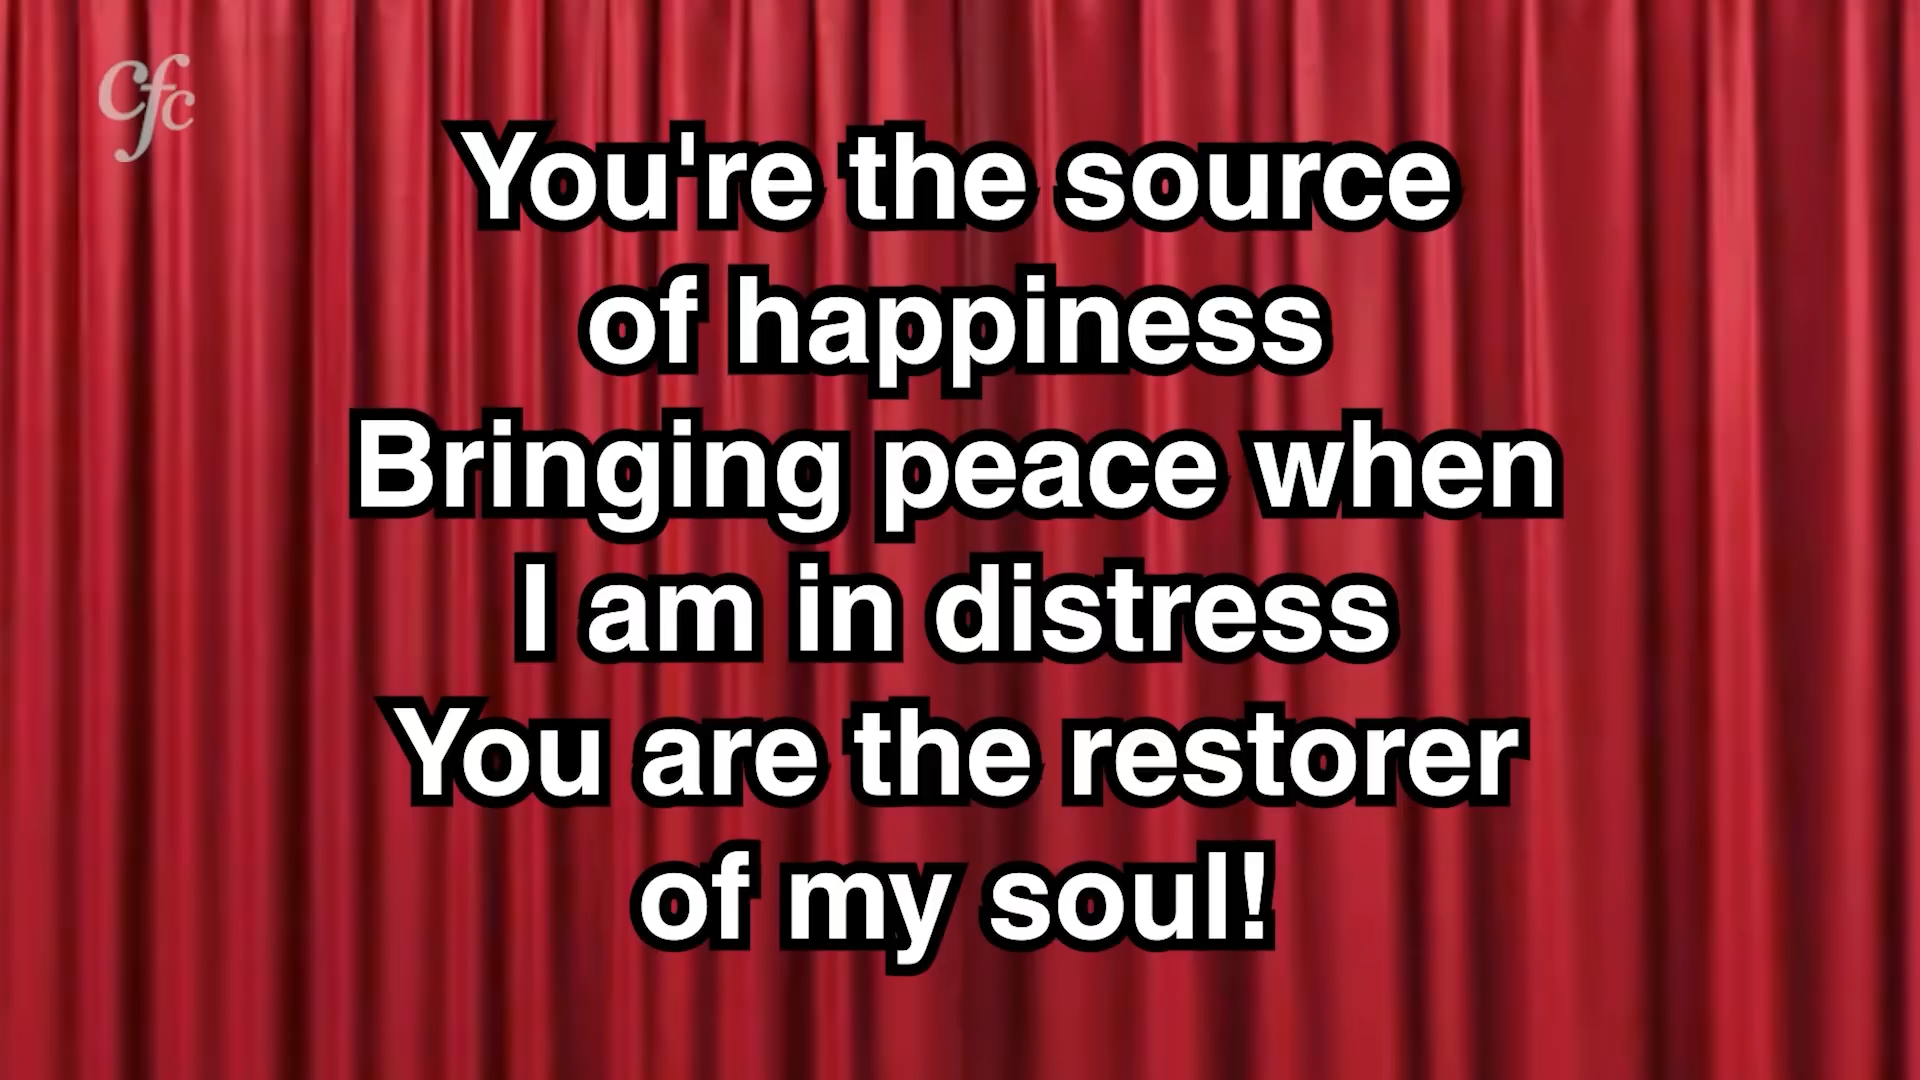 cfc
You're the source
of happiness
Bringing peace when
I am in distress
You are the restorer
of my soul!